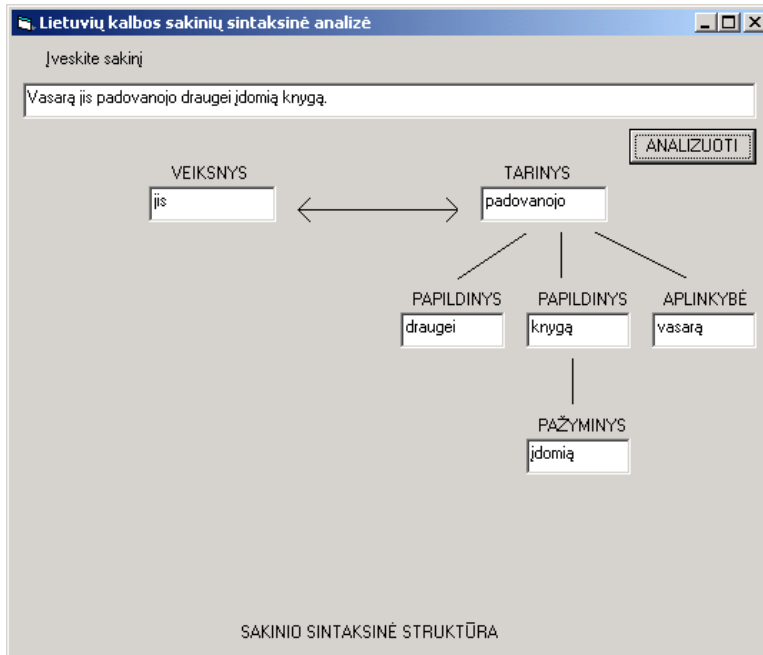 Lietuvių kalbos sakinių sintaksinė analizė
Įveskite sakinį
Vasarą jis padovanojo draugei įdomią knygą.
ANALIZUOTI
VEIKSNYS TARINYS
jis padovanojo
PAPILDINYS PAPILDINYS APLINKYBĖ
draugei knygą vasarą
PAŽYMINYS
įdomią
SAKINIO SINTAKSINĖ STRUKTŪRA